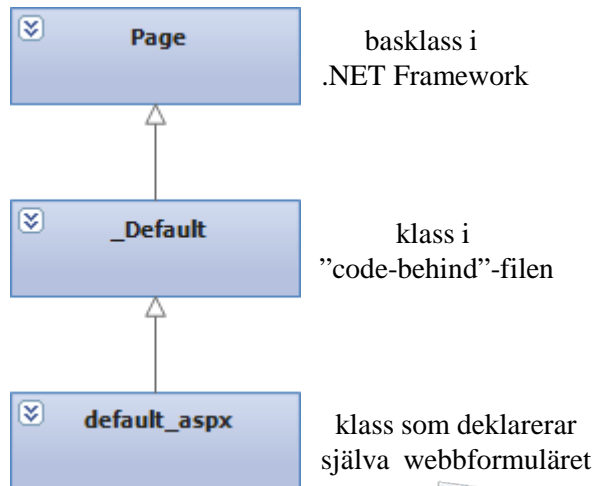 Page
basklass i
.NET Framework
_Default
klass i
”code-behind”-filen
default_aspx
klass som deklarerar
själva webbformuläret